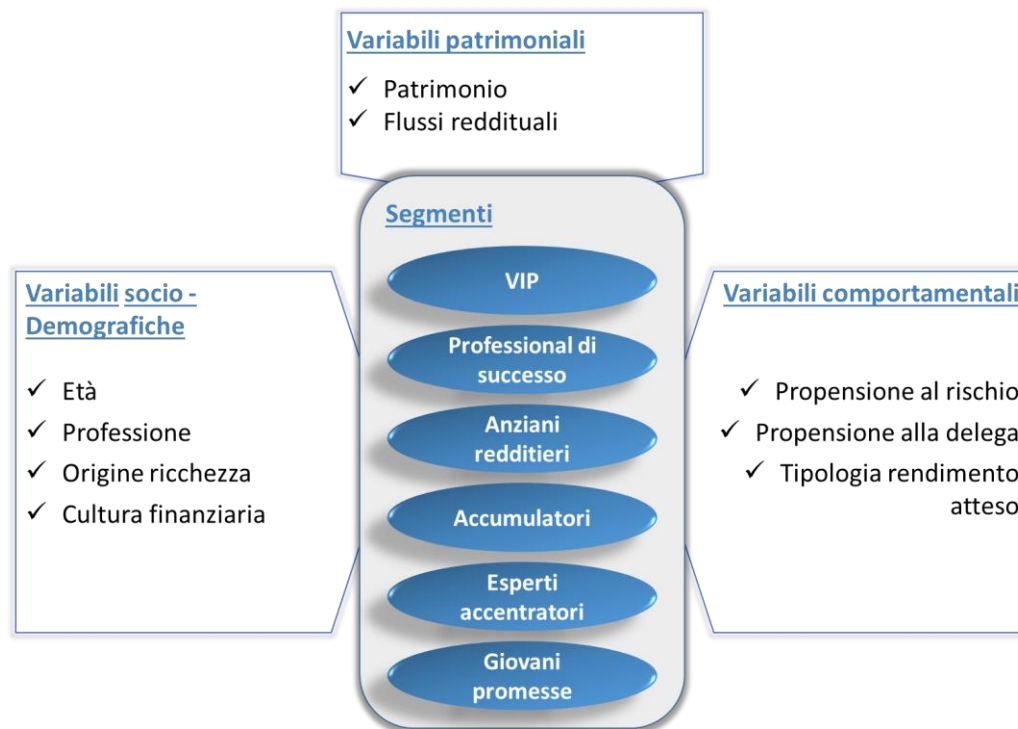 Variabili patrimoniali
✓ Patrimonio
✓ Flussi reddituali
Segmenti
VIP
Professional di
successo
Anziani
redditieri
Accumulatori
Esperti
accentratori
Giovani
promesse
Variabili socio -
Demografiche
✓ Età
✓ Professione
✓ Origine ricchezza
✓ Cultura finanziaria
Variabili comportamentali
✓ Propensione al rischio
✓ Propensione alla delega
✓ Tipologia rendimento
atteso